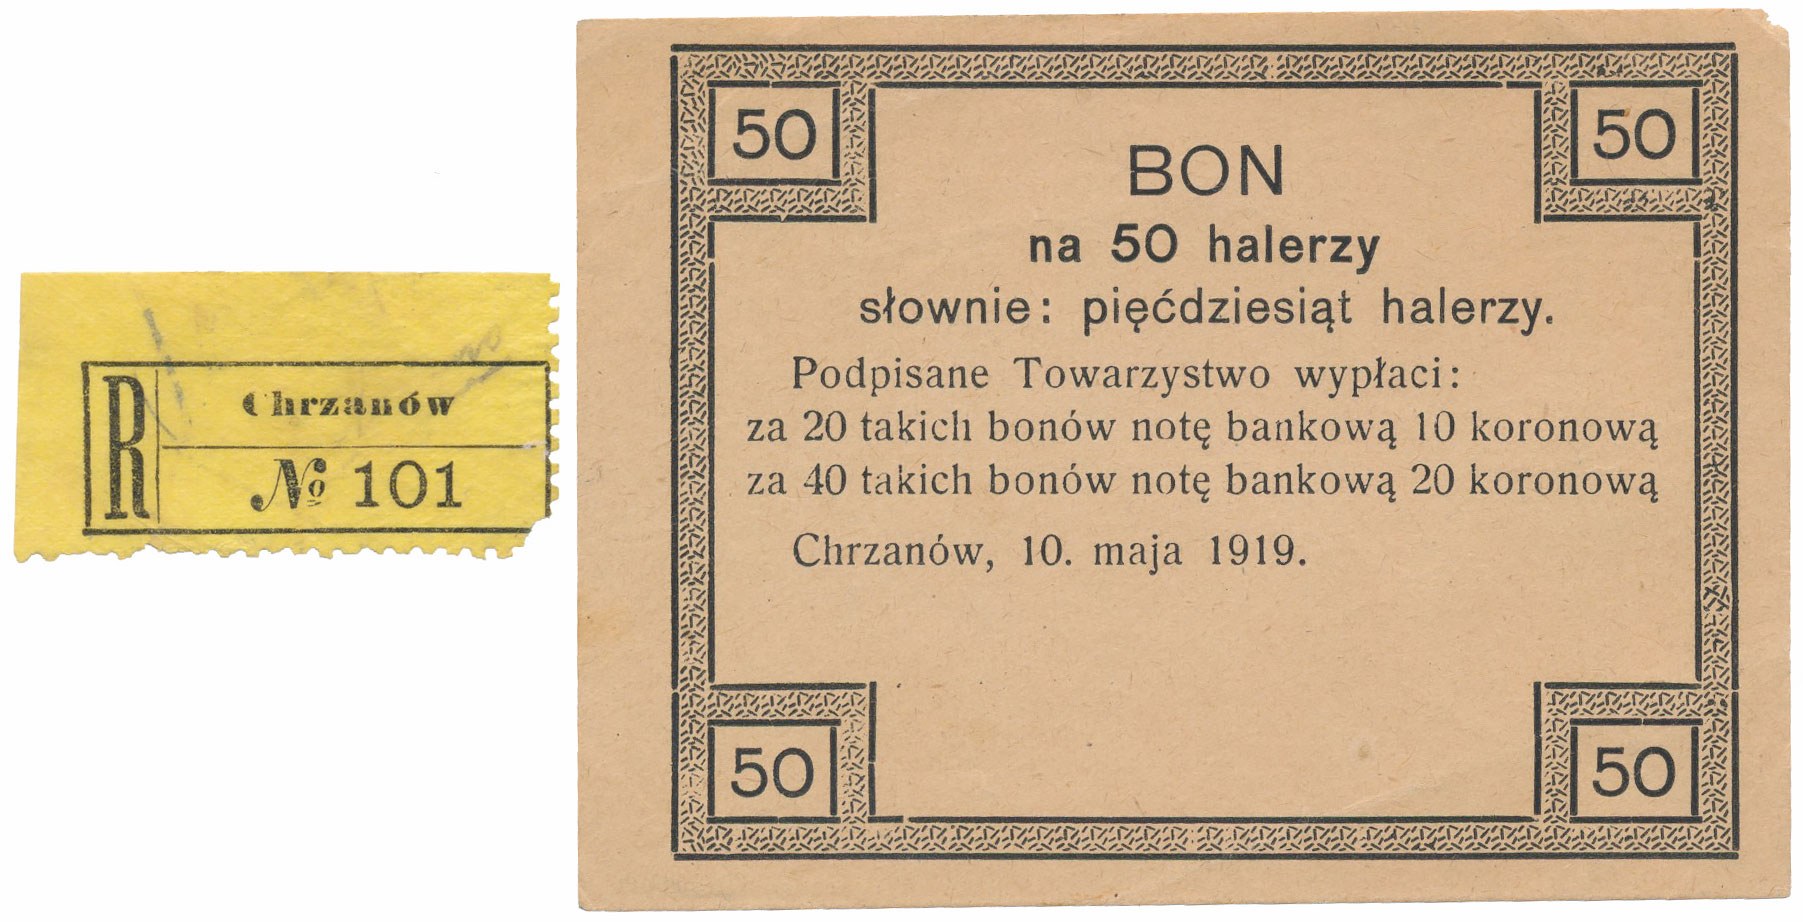 R
Chrzanów
№ 101
50
50
BON
na 50 halerzy
słownie: pięćdziesiąt halerzy.
Podpisane Towarzystwo wypłaci:
za 20 takich bonów notę bankową 10 koronową
za 40 takich bonów notę bankową 20 koronową
Chrzanów, 10. maja 1919.
50
50